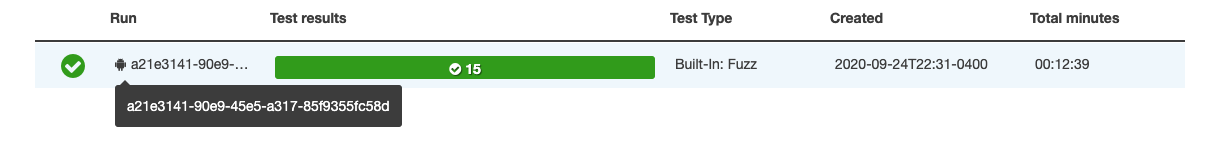 Run Test results Test Type Created Total minutes
a21e3141-90e9-… 15 Built-In: Fuzz 2020-09-24T22:31-0400 00:12:39
a21e3141-90e9-45e5-a317-85f9355fc58d